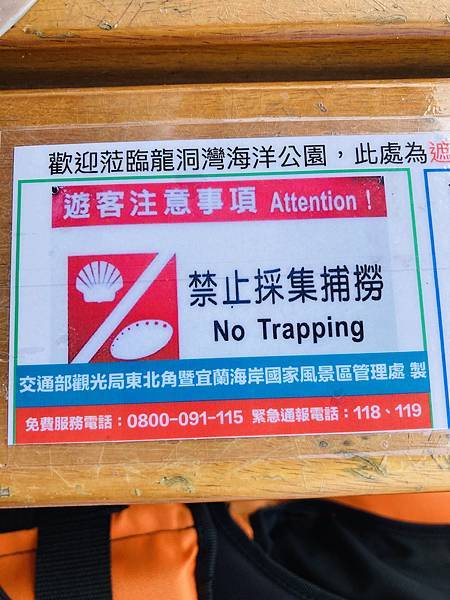 歡迎蒞臨龍洞灣海洋公園，此處為遮
遊客注意事項 Attention！
禁止採集捕撈
No Trapping
交通部觀光局東北角暨宜蘭海岸國家風景區管理處 製
免費服務電話：0800-091-115 緊急通報電話：118、119